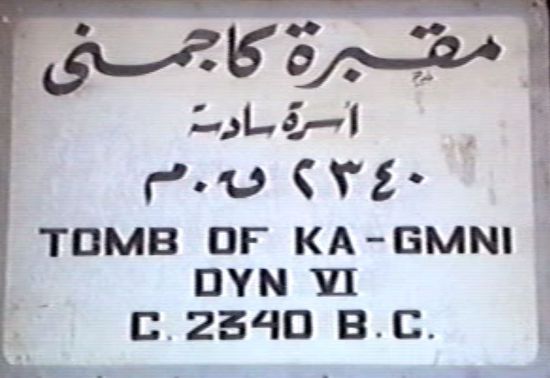 مقبرة كاجمنى
أسرة سادسة
٢٣٤٠ ق.م
TOMB OF KA-GMNI
DYN VI
C. 2340 B.C.